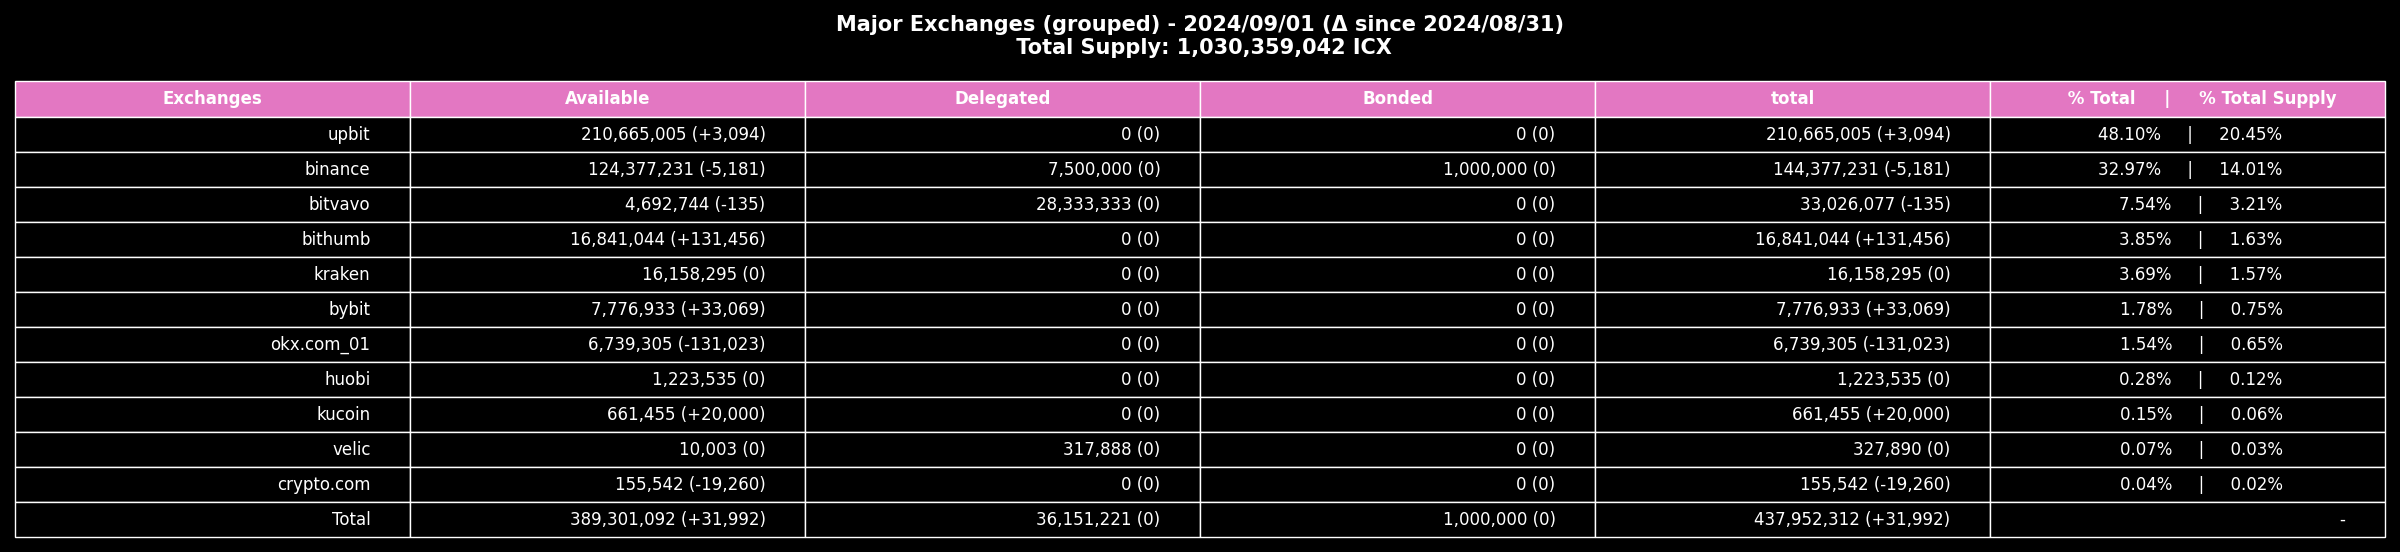 Major Exchanges (grouped) - 2024/09/01 (Δ since 2024/08/31)
Total Supply: 1,030,359,042 ICX
Exchanges Available Delegated Bonded total % Total | % Total Supply
upbit 210,665,005 (+3,094) 0 (0) 0 (0) 210,665,005 (+3,094) 48.10% | 20.45%
binance 124,377,231 (-5,181) 7,500,000 (0) 1,000,000 (0) 144,377,231 (-5,181) 32.97% | 14.01%
bitvavo 4,692,744 (-135) 28,333,333 (0) 0 (0) 33,026,077 (-135) 7.54% | 3.21%
bithumb 16,841,044 (+131,456) 0 (0) 0 (0) 16,841,044 (+131,456) 3.85% | 1.63%
kraken 16,158,295 (0) 0 (0) 0 (0) 16,158,295 (0) 3.69% | 1.57%
bybit 7,776,933 (+33,069) 0 (0) 0 (0) 7,776,933 (+33,069) 1.78% | 0.75%
okx.com_01 6,739,305 (-131,023) 0 (0) 0 (0) 6,739,305 (-131,023) 1.54% | 0.65%
huobi 1,223,535 (0) 0 (0) 0 (0) 1,223,535 (0) 0.28% | 0.12%
kucoin 661,455 (+20,000) 0 (0) 0 (0) 661,455 (+20,000) 0.15% | 0.06%
velic 10,003 (0) 317,888 (0) 0 (0) 327,890 (0) 0.07% | 0.03%
crypto.com 155,542 (-19,260) 0 (0) 0 (0) 155,542 (-19,260) 0.04% | 0.02%
Total 389,301,092 (+31,992) 36,151,221 (0) 1,000,000 (0) 437,952,312 (+31,992) -